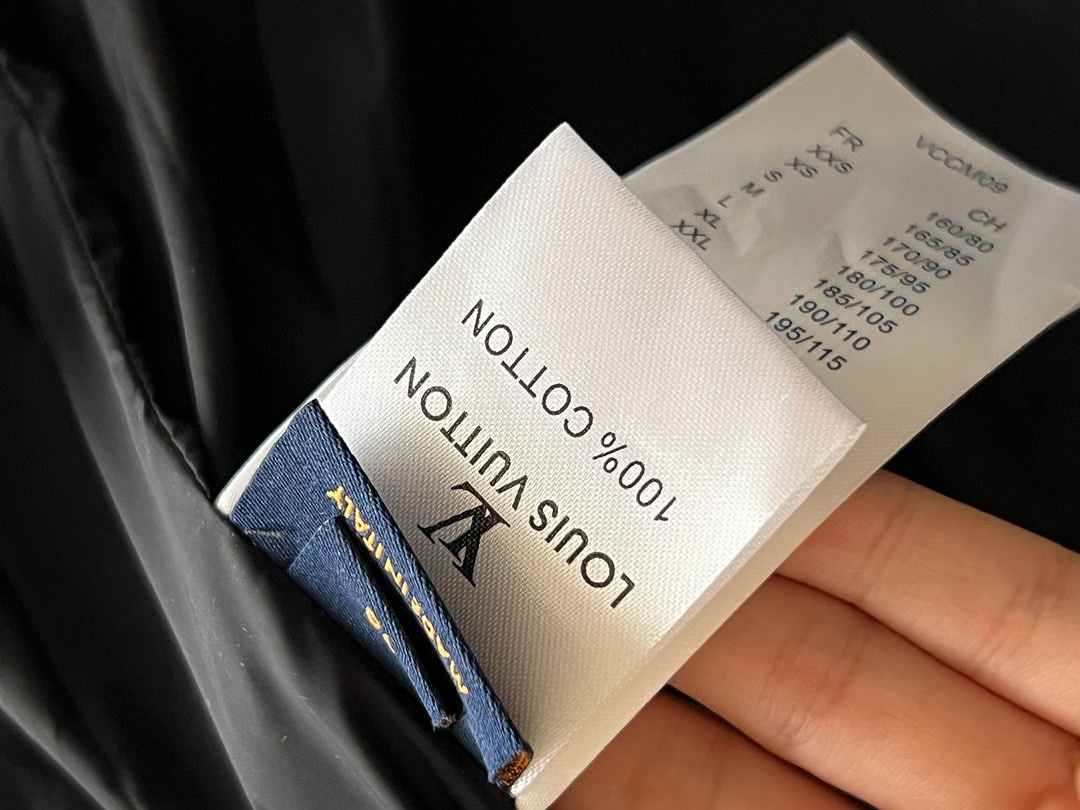 LV
LOUIS VUITTON
100% COTTON
MADE IN ITALY
VCCM09
FR CH
XXS 160/80
XS 165/85
S 170/90
M 175/95
L 180/100
XL 185/105
XXL 190/110
195/115